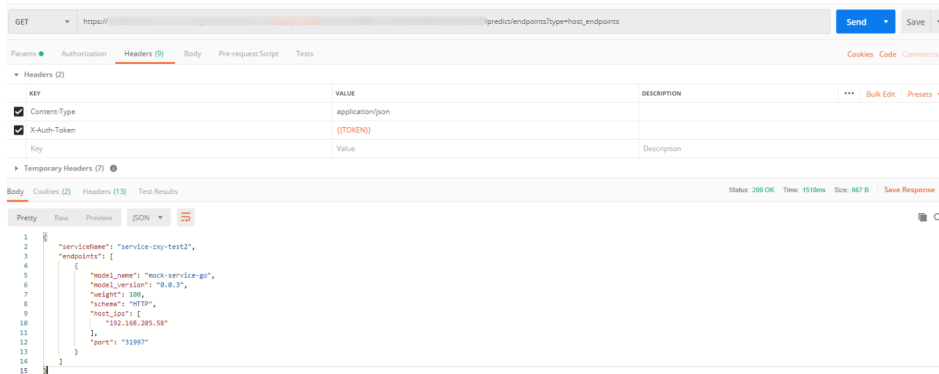 GET https:// /predict/endpoints?type=host_endpoints Send Save
Params Authorization Headers (9) Body Pre-request Script Tests Cookies Code Comments
Headers (2)
KEY VALUE DESCRIPTION ••• Bulk Edit Presets
Content-Type application/json
X-Auth-Token {{TOKEN}}
Key Value Description
Temporary Headers (7)
Body Cookies (2) Headers (13) Test Results Status: 200 OK Time: 1518ms Size: 667 B Save Response
Pretty Raw Preview JSON
1 {
2 "serviceName": "service-zxy-test2",
3 "endpoints": [
4 {
5 "model_name": "mock-service-go",
6 "model_version": "0.0.3",
7 "weight": 100,
8 "schema": "HTTP",
9 "host_ips": [
10 "192.168.205.58"
11 ],
12 "port": "31997"
13 }
14 ]
15 }